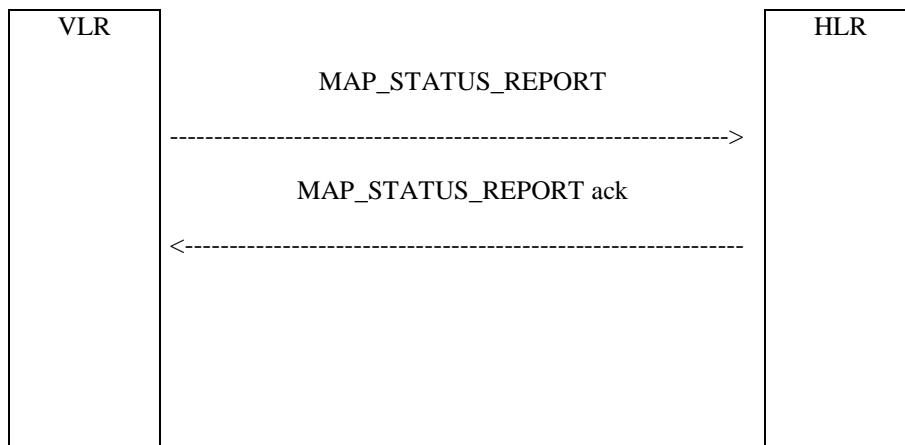 VLR
HLR
MAP_STATUS_REPORT
MAP_STATUS_REPORT ack